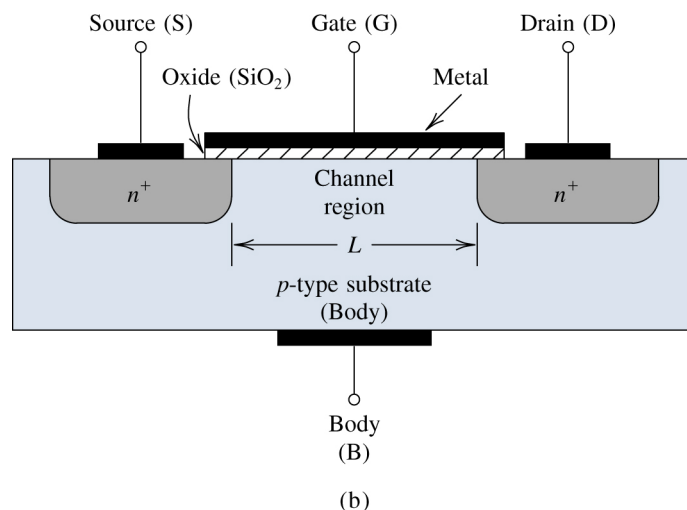 Source (S)
Gate (G)
Drain (D)
Oxide (SiO₂)
Metal
n⁺
Channel
region
n⁺
L
p-type substrate
(Body)
Body
(B)
(b)